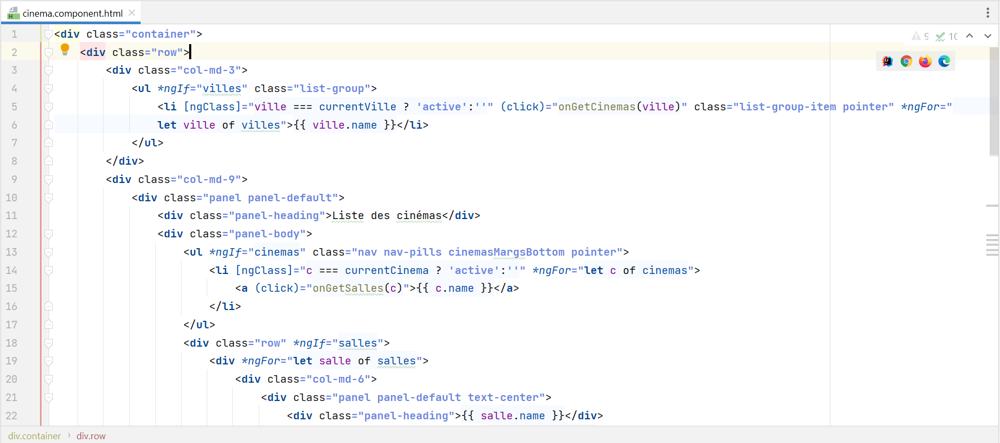 cinema.component.html
9 10
1 <div class="container">
2 <div class="row">
3 <div class="col-md-3">
4 <ul *ngIf="villes" class="list-group">
5 <li [ngClass]="ville === currentVille ? 'active':''" (click)="onGetCinemas(ville)" class="list-group-item pointer" *ngFor="
6 let ville of villes">{{ ville.name }}</li>
7 </ul>
8 </div>
9 <div class="col-md-9">
10 <div class="panel panel-default">
11 <div class="panel-heading">Liste des cinémas</div>
12 <div class="panel-body">
13 <ul *ngIf="cinemas" class="nav nav-pills cinemasMargsBottom pointer">
14 <li [ngClass]="c === currentCinema ? 'active':''" *ngFor="let c of cinemas">
15 <a (click)="onGetSalles(c)">{{ c.name }}</a>
16 </li>
17 </ul>
18 <div class="row" *ngIf="salles">
19 <div *ngFor="let salle of salles">
20 <div class="col-md-6">
21 <div class="panel panel-default text-center">
22 <div class="panel-heading">{{ salle.name }}</div>
div.container › div.row